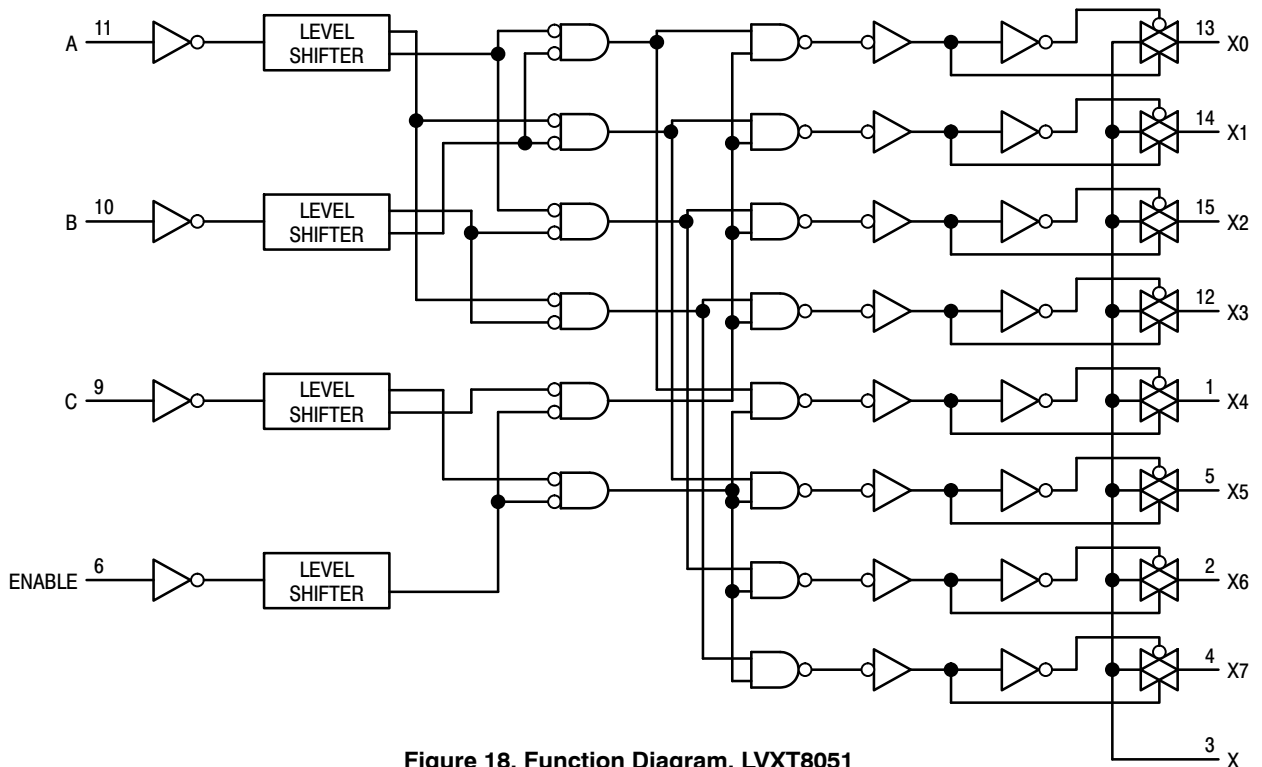 11
A
LEVEL
SHIFTER
13
X0
14
X1
10
B
LEVEL
SHIFTER
15
X2
12
X3
9
C
LEVEL
SHIFTER
1
X4
5
X5
6
ENABLE
LEVEL
SHIFTER
2
X6
4
X7
3
X
Figure 18. Function Diagram, LVXT8051